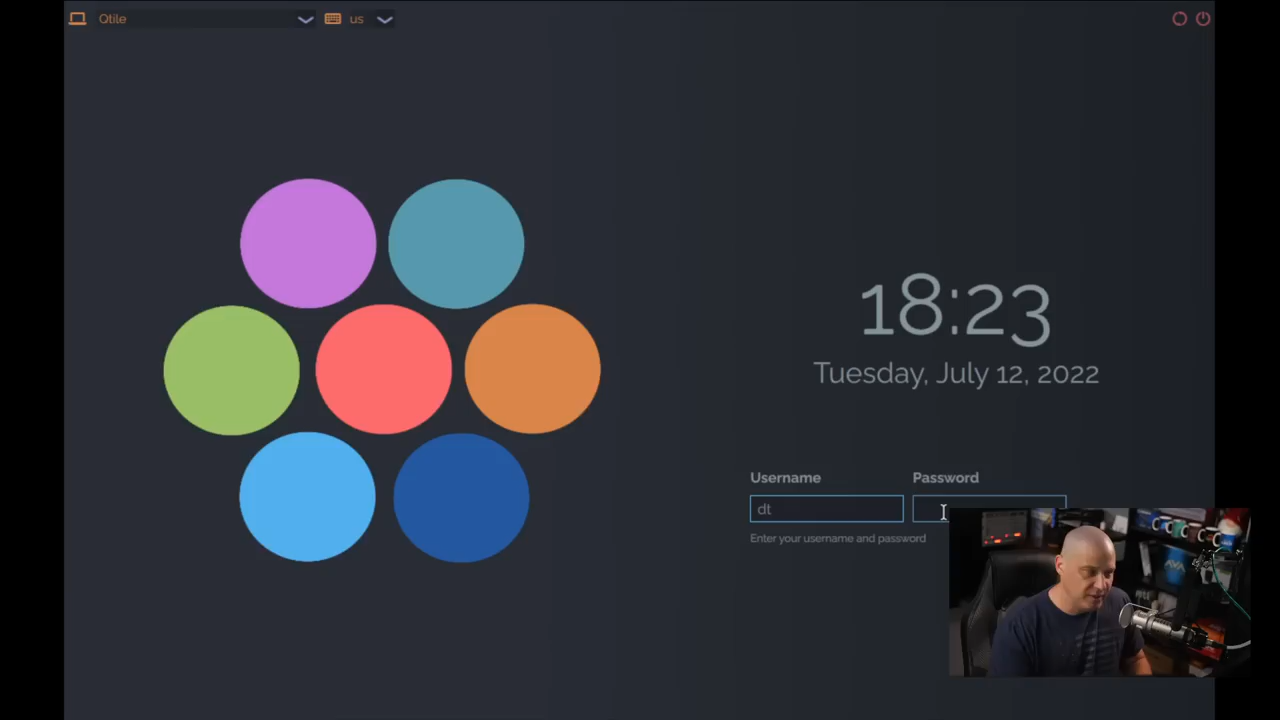 Qtile
us
18:23
Tuesday, July 12, 2022
Username
Password
dt
Enter your username and password